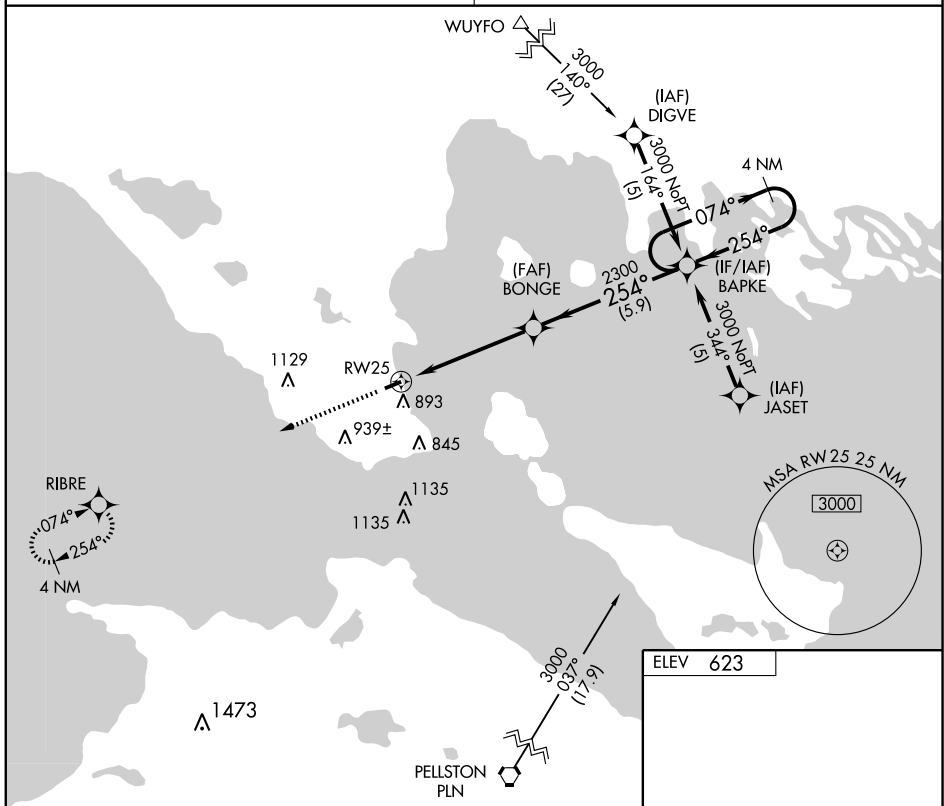 WUYFO
3000
140°
(27)
(IAF)
DIGVE
3000 NoPT
164°
(5)
4 NM
074°
254°
(IF/IAF)
BAPKE
(FAF)
BONGE
2300
254°
(5.9)
3000 NoPT
344°
(5)
(IAF)
JASET
1129
RW25
893
939±
845
1135
1135
RIBRE
074°
254°
4 NM
MSA RW25 25 NM
3000
3000
037°
(17.9)
ELEV 623
1473
PELLSTON
PLN